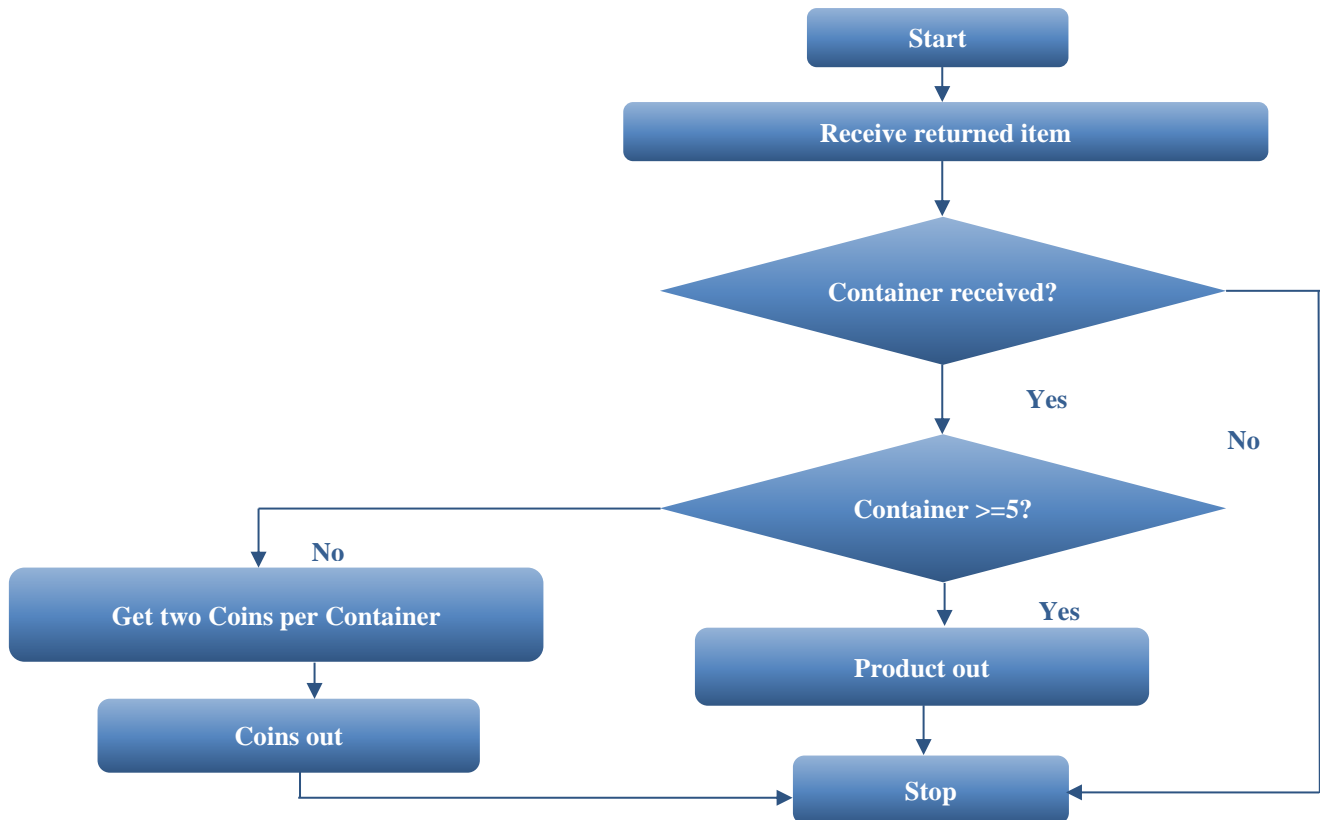 Start
Receive returned item
Container received?
Yes
No
Container >=5?
No
Yes
Get two Coins per Container
Product out
Coins out
Stop